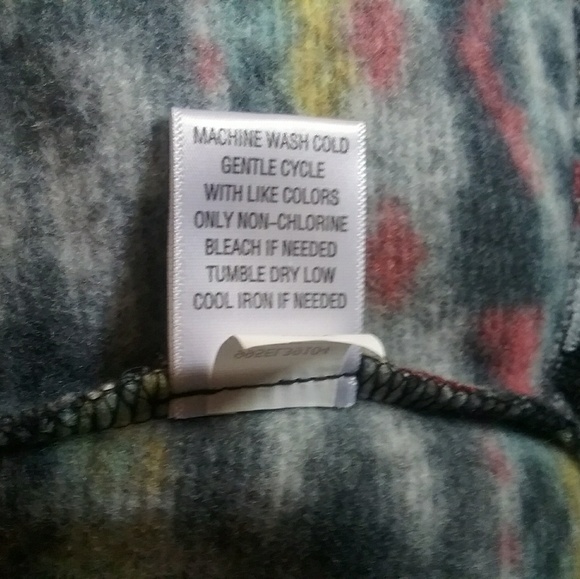 MACHINE WASH COLD
GENTLE CYCLE
WITH LIKE COLORS
ONLY NON-CHLORINE
BLEACH IF NEEDED
TUMBLE DRY LOW
COOL IRON IF NEEDED